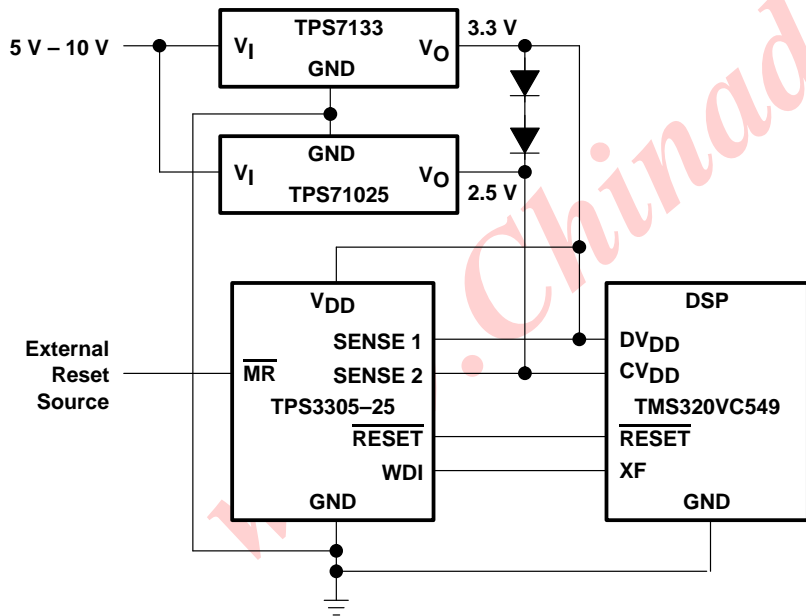 TPS7133
5 V – 10 V
VI
VO
3.3 V
GND
GND
VI
VO
TPS71025
2.5 V
VDD
DSP
SENSE 1
DVDD
External
Reset
Source
MR
SENSE 2
CVDD
TPS3305–25
TMS320VC549
RESET
RESET
WDI
XF
GND
GND
w
.Chinad